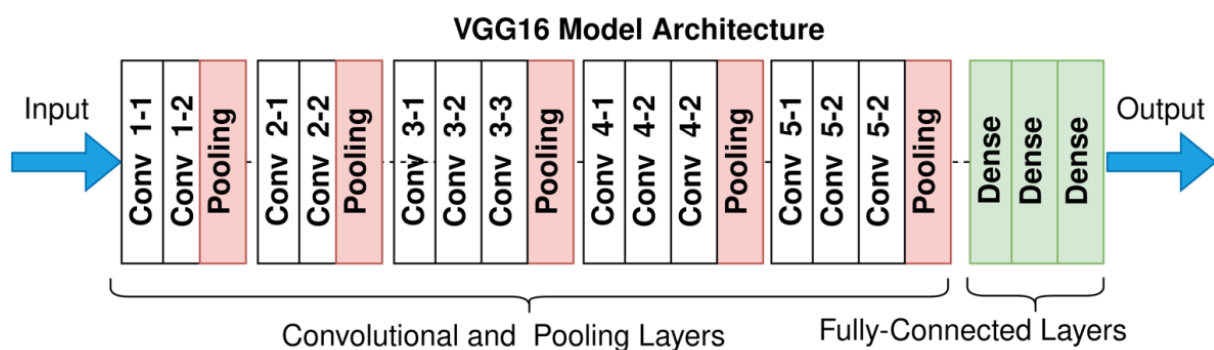 VGG16 Model Architecture
Input
Conv 1-1
Conv 1-2
Pooling
Conv 2-1
Conv 2-2
Pooling
Conv 3-1
Conv 3-2
Conv 3-3
Pooling
Conv 4-1
Conv 4-2
Conv 4-2
Pooling
Conv 5-1
Conv 5-2
Conv 5-2
Pooling
Dense
Dense
Dense
Output
Convolutional and Pooling Layers
Fully-Connected Layers